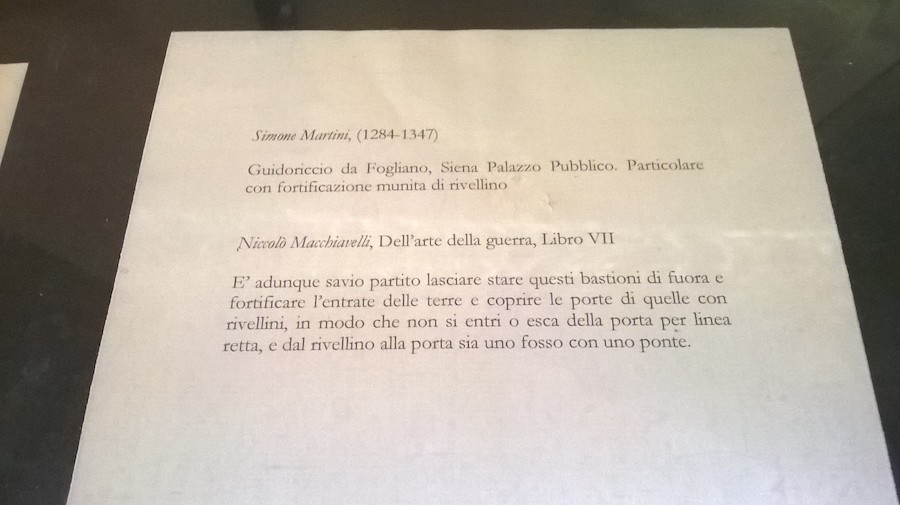 Simone Martini, (1284-1347)
Guidoriccio da Fogliano, Siena Palazzo Pubblico. Particolare
con fortificazione munita di rivellino
Niccolò Macchiavelli, Dell'arte della guerra, Libro VII
E' adunque savio partito lasciare stare questi bastioni di fuora e
fortificare l'entrate delle terre e coprire le porte di quelle con
rivellini, in modo che non si entri o esca della porta per linea
retta, e dal rivellino alla porta sia uno fosso con uno ponte.